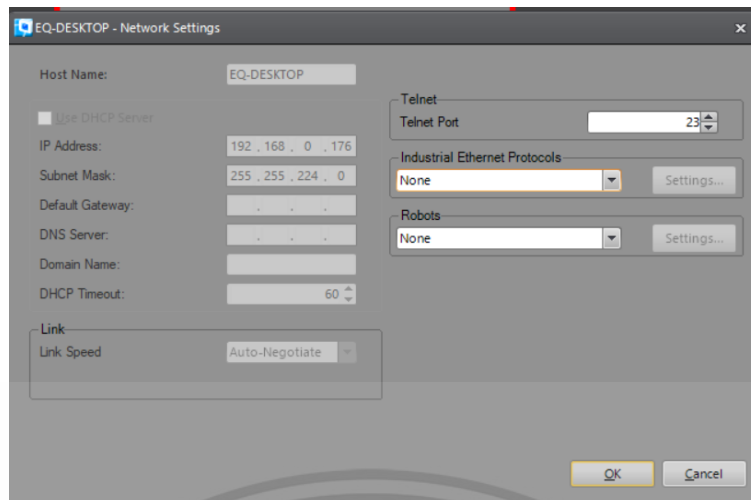 EQ-DESKTOP - Network Settings
Host Name: EQ-DESKTOP
Use DHCP Server
IP Address: 192 . 168 . 0 . 176
Subnet Mask: 255 . 255 . 224 . 0
Default Gateway: . . .
DNS Server: . . .
Domain Name:
DHCP Timeout: 60
Link
Link Speed Auto-Negotiate
Telnet
Telnet Port 23
Industrial Ethernet Protocols
None Settings...
Robots
None Settings...
OK Cancel